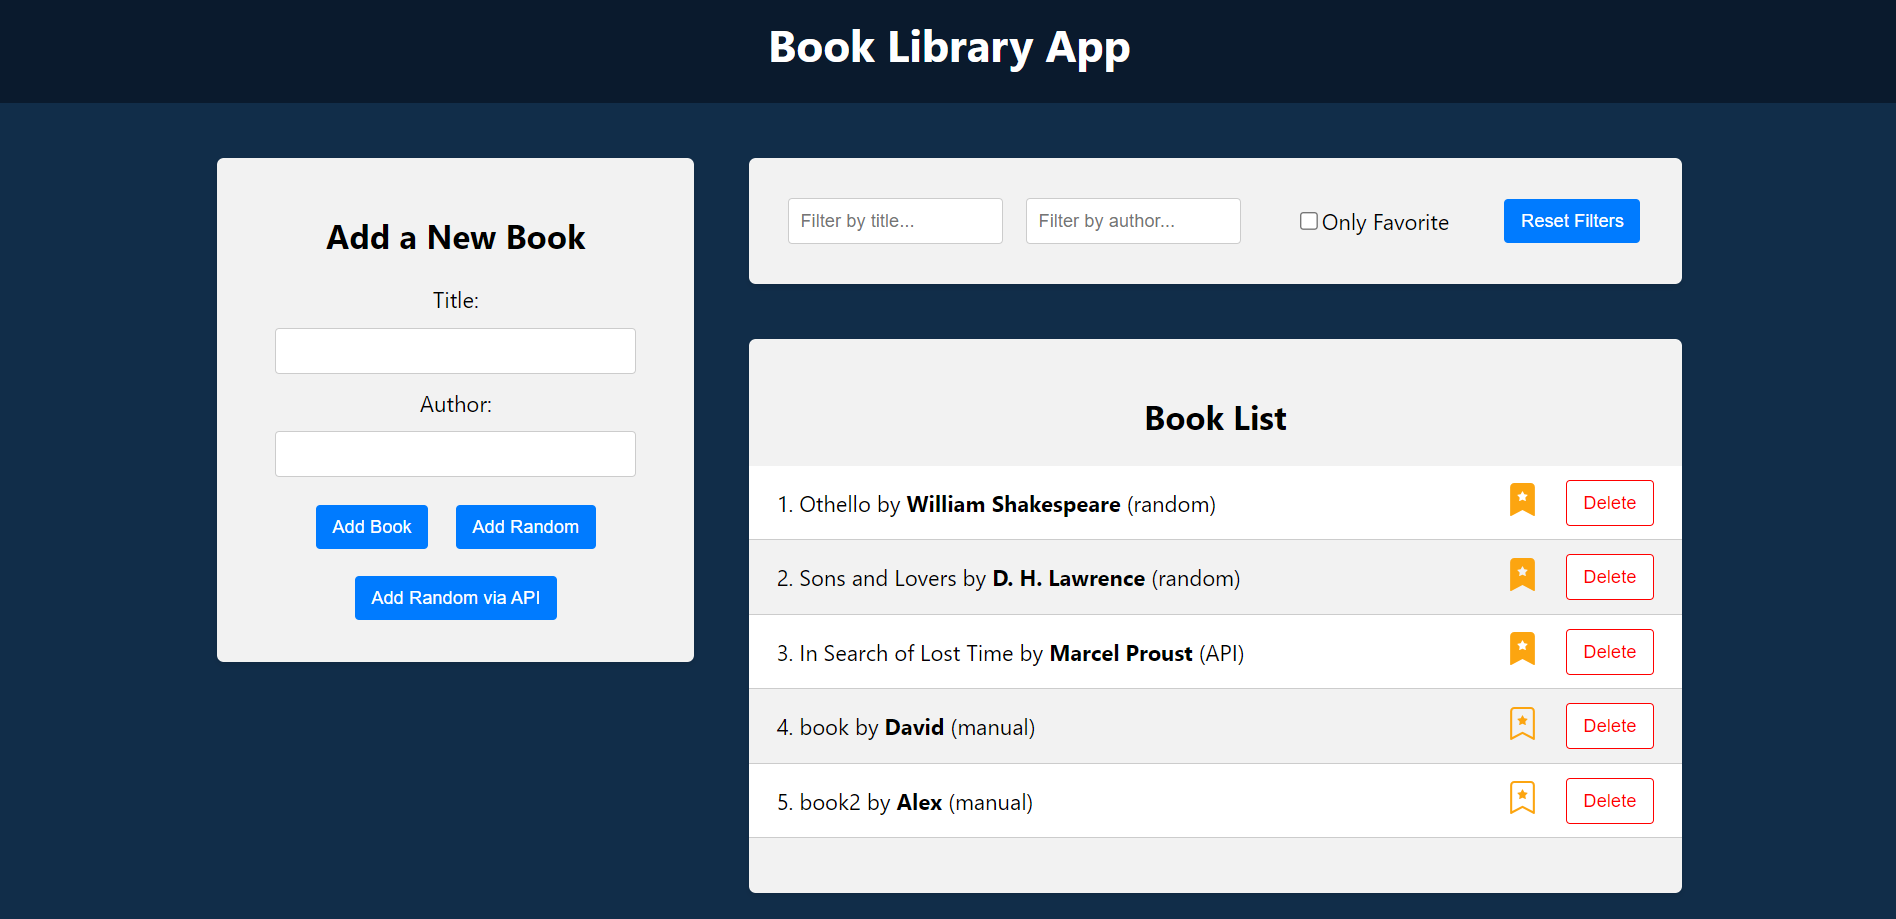 Book Library App
Add a New Book
Title:
Author:
Add Book
Add Random
Add Random via API
Filter by title...
Filter by author...
Only Favorite
Reset Filters
Book List
1. Othello by William Shakespeare (random)
Delete
2. Sons and Lovers by D. H. Lawrence (random)
Delete
3. In Search of Lost Time by Marcel Proust (API)
Delete
4. book by David (manual)
Delete
5. book2 by Alex (manual)
Delete